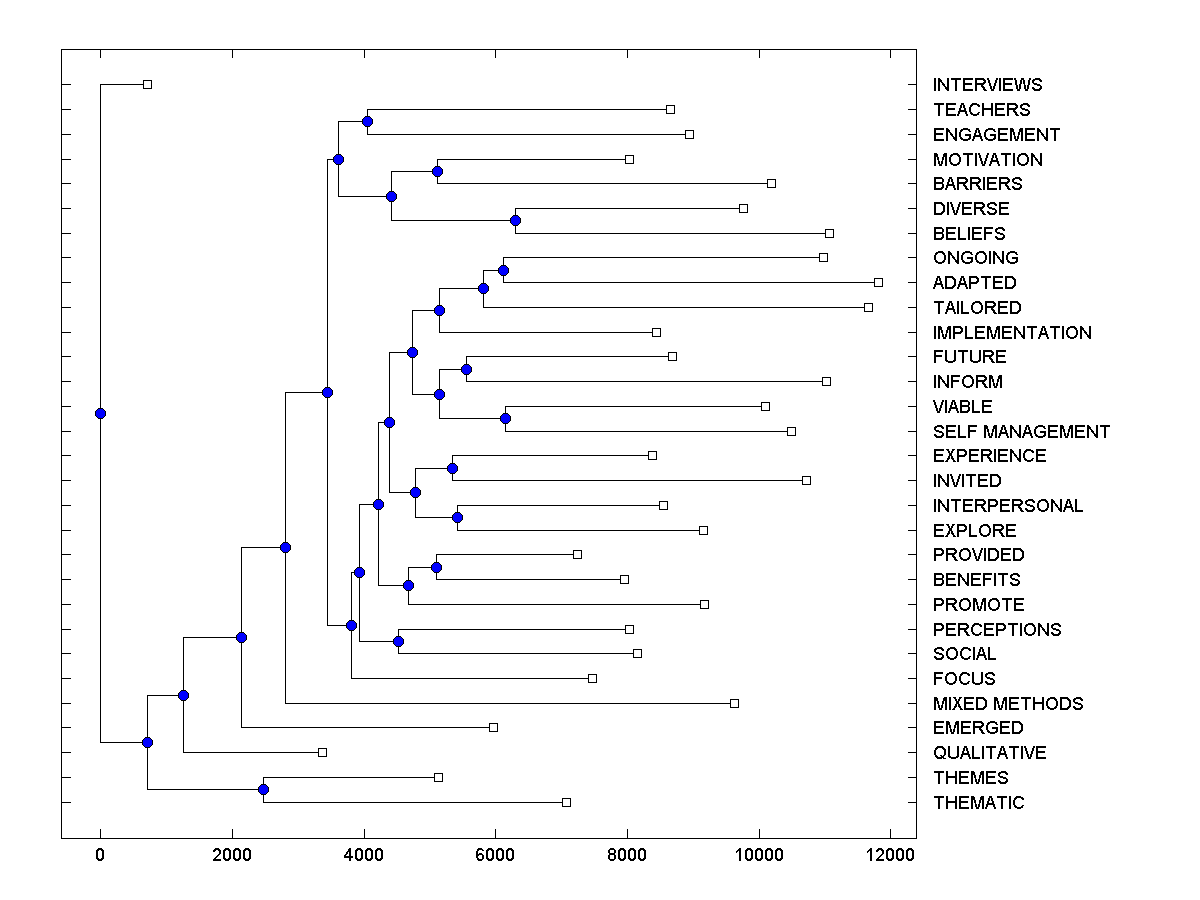 INTERVIEWS
TEACHERS
ENGAGEMENT
MOTIVATION
BARRIERS
DIVERSE
BELIEFS
ONGOING
ADAPTED
TAILORED
IMPLEMENTATION
FUTURE
INFORM
VIABLE
SELF MANAGEMENT
EXPERIENCE
INVITED
INTERPERSONAL
EXPLORE
PROVIDED
BENEFITS
PROMOTE
PERCEPTIONS
SOCIAL
FOCUS
MIXED METHODS
EMERGED
QUALITATIVE
THEMES
THEMATIC
0 2000 4000 6000 8000 10000 12000